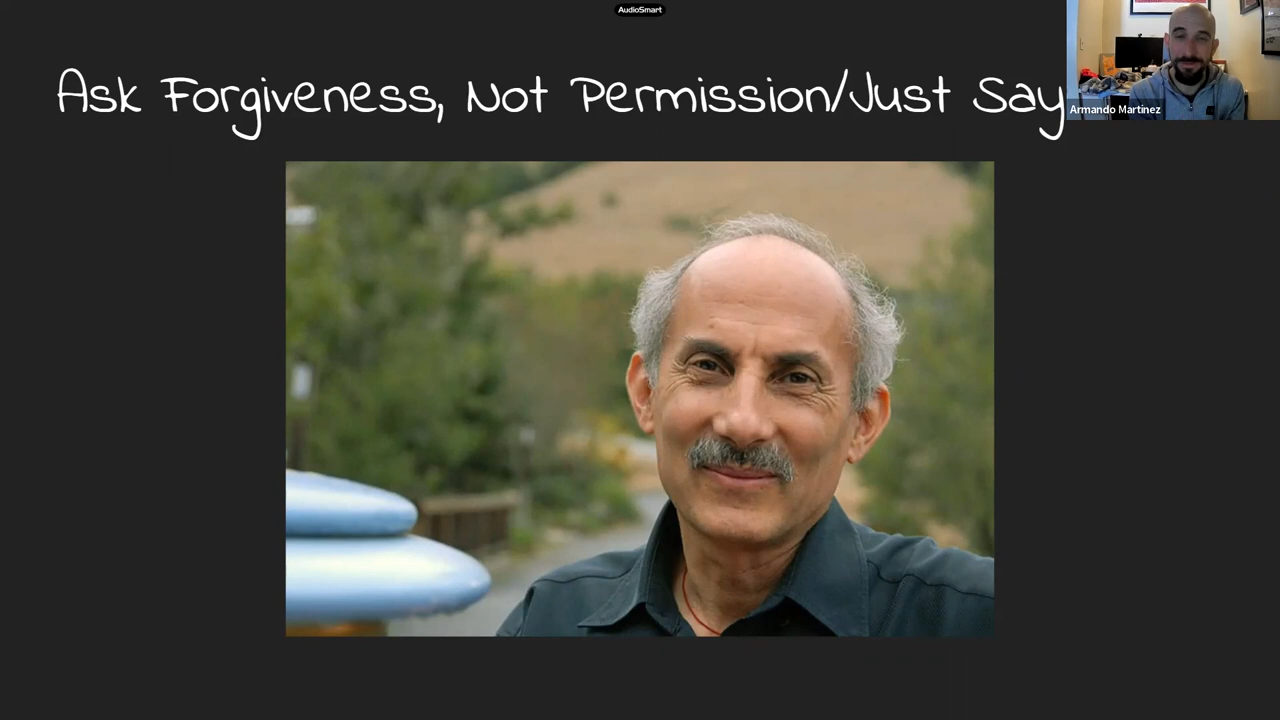 AudioSmart
Ask Forgiveness, Not Permission/Just Say
Armando Martinez